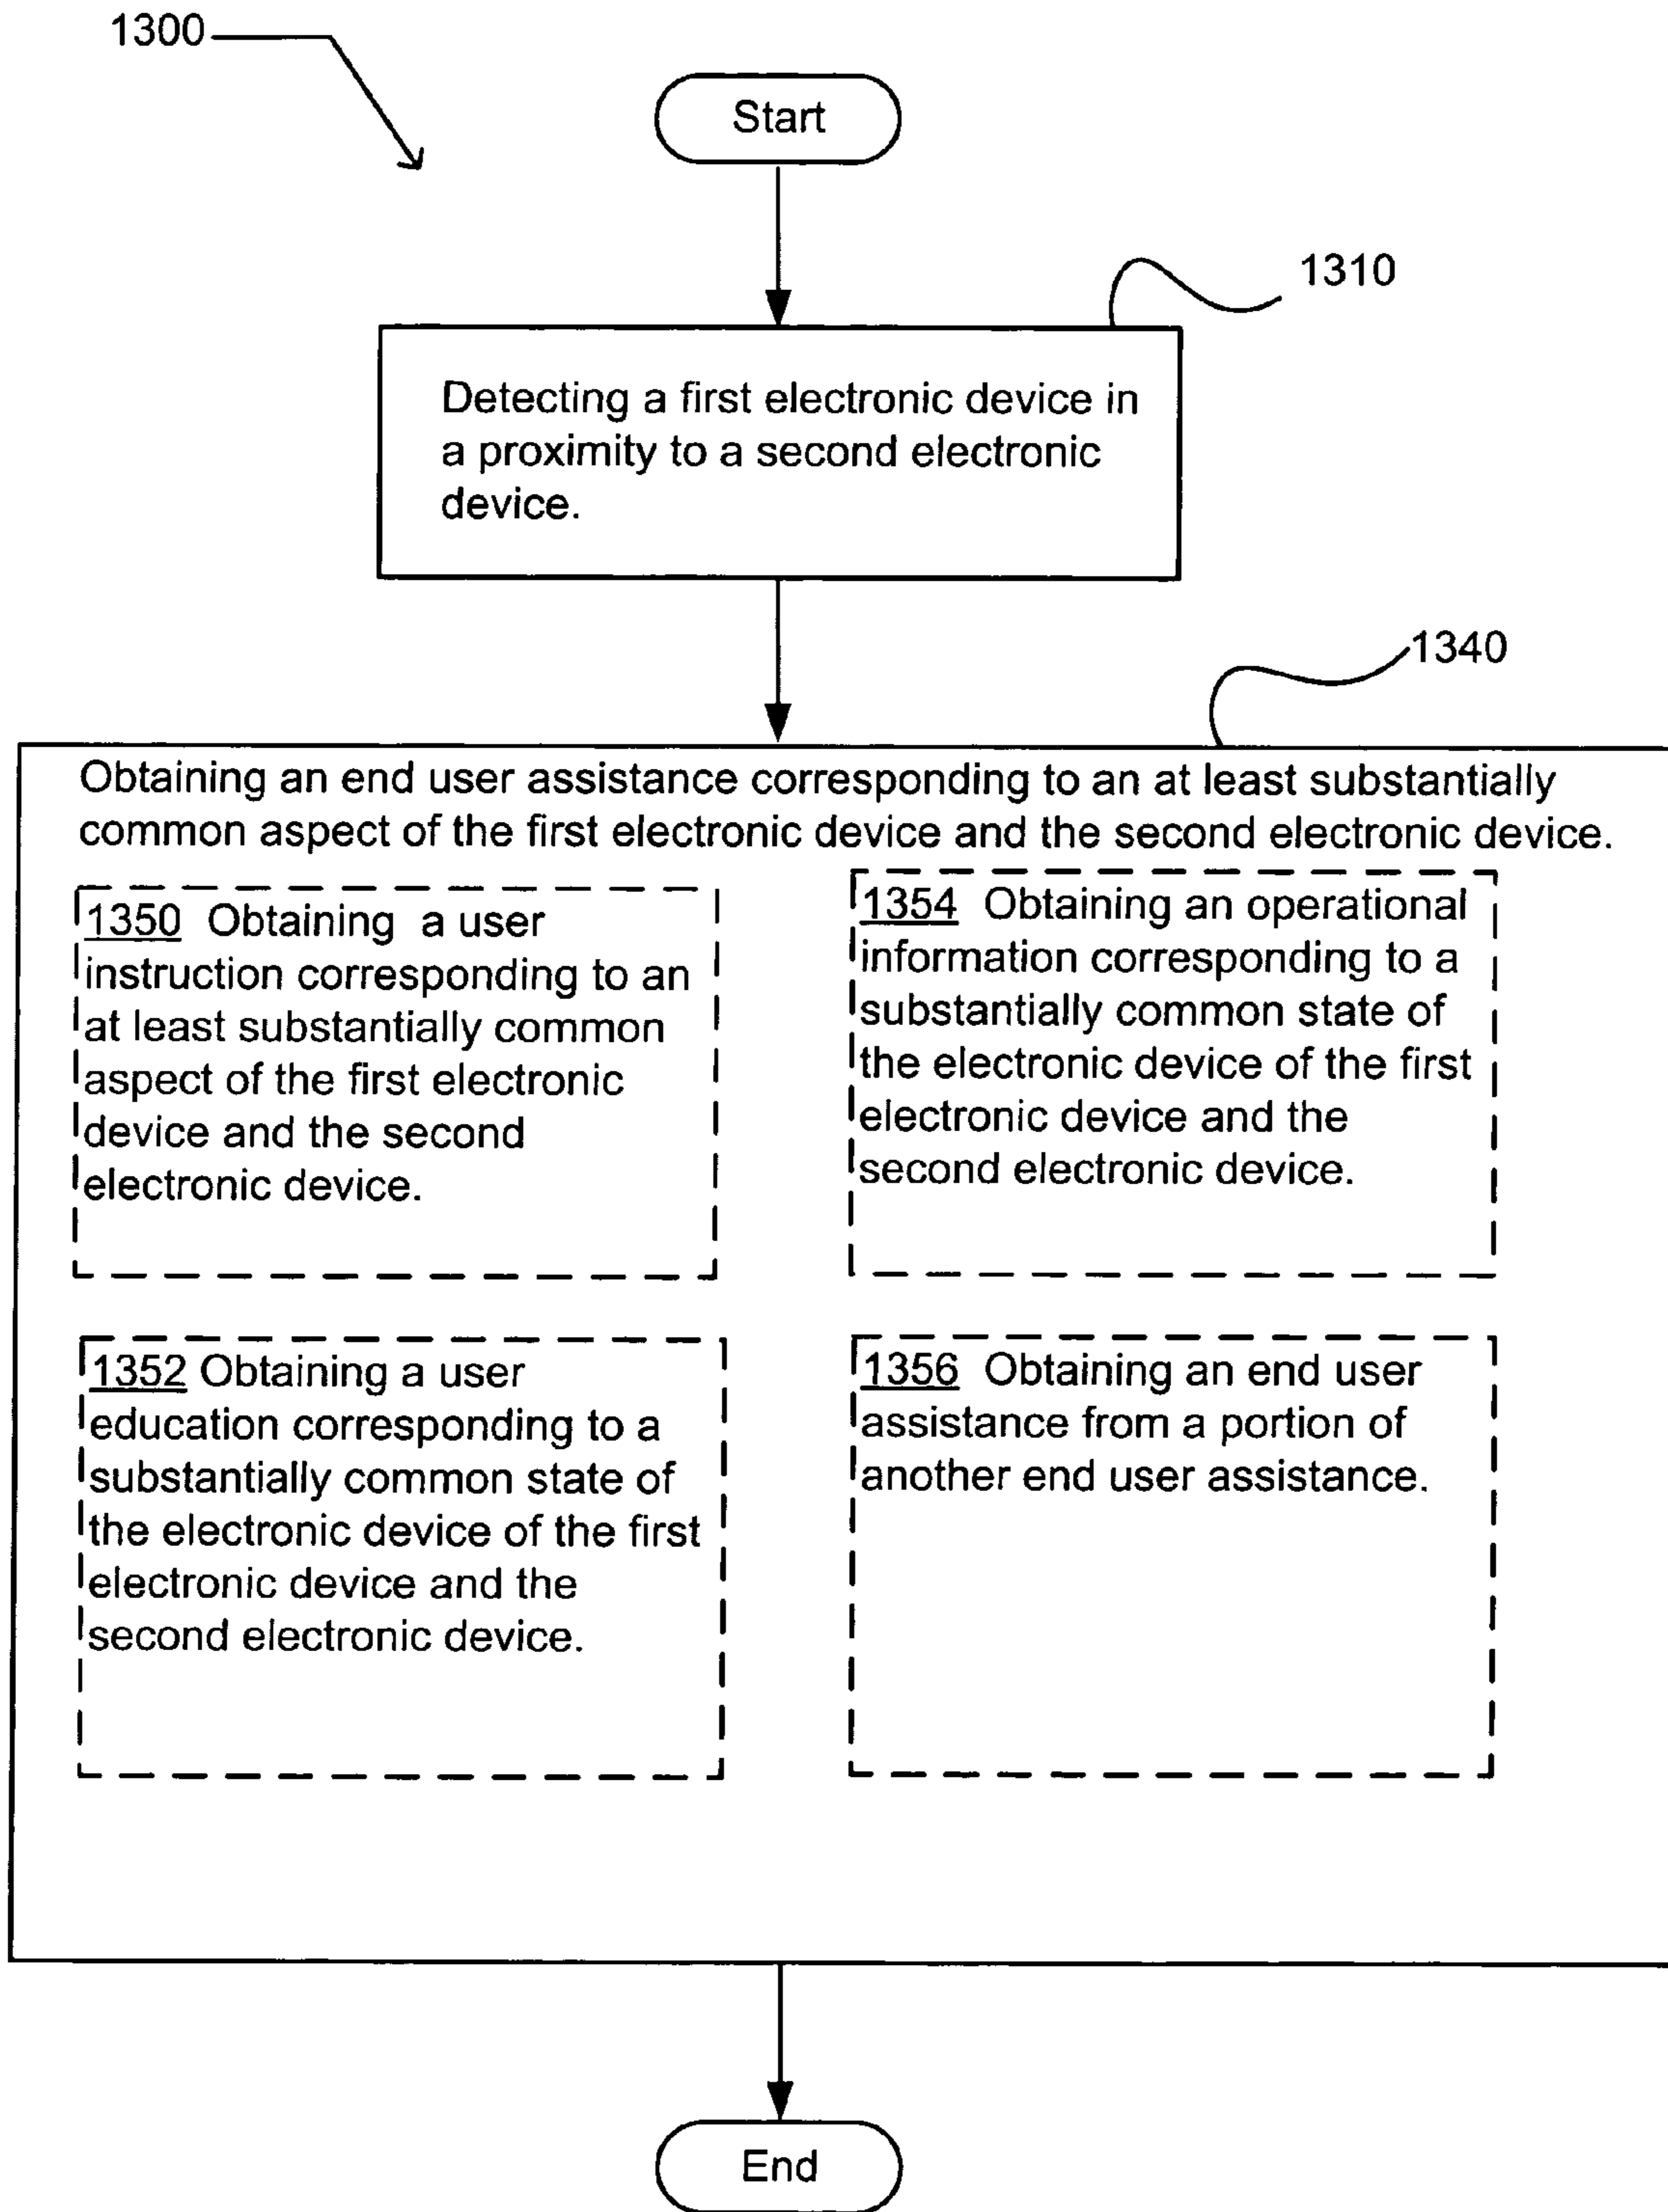 1300
Start
1310
Detecting a first electronic device in
a proximity to a second electronic
device.
1340
Obtaining an end user assistance corresponding to an at least substantially
common aspect of the first electronic device and the second electronic device.
1350 Obtaining a user
instruction corresponding to an
at least substantially common
aspect of the first electronic
device and the second
electronic device.
1354 Obtaining an operational
information corresponding to a
substantially common state of
the electronic device of the first
electronic device and the
second electronic device.
1352 Obtaining a user
education corresponding to a
substantially common state of
the electronic device of the first
electronic device and the
second electronic device.
1356 Obtaining an end user
assistance from a portion of
another end user assistance.
End